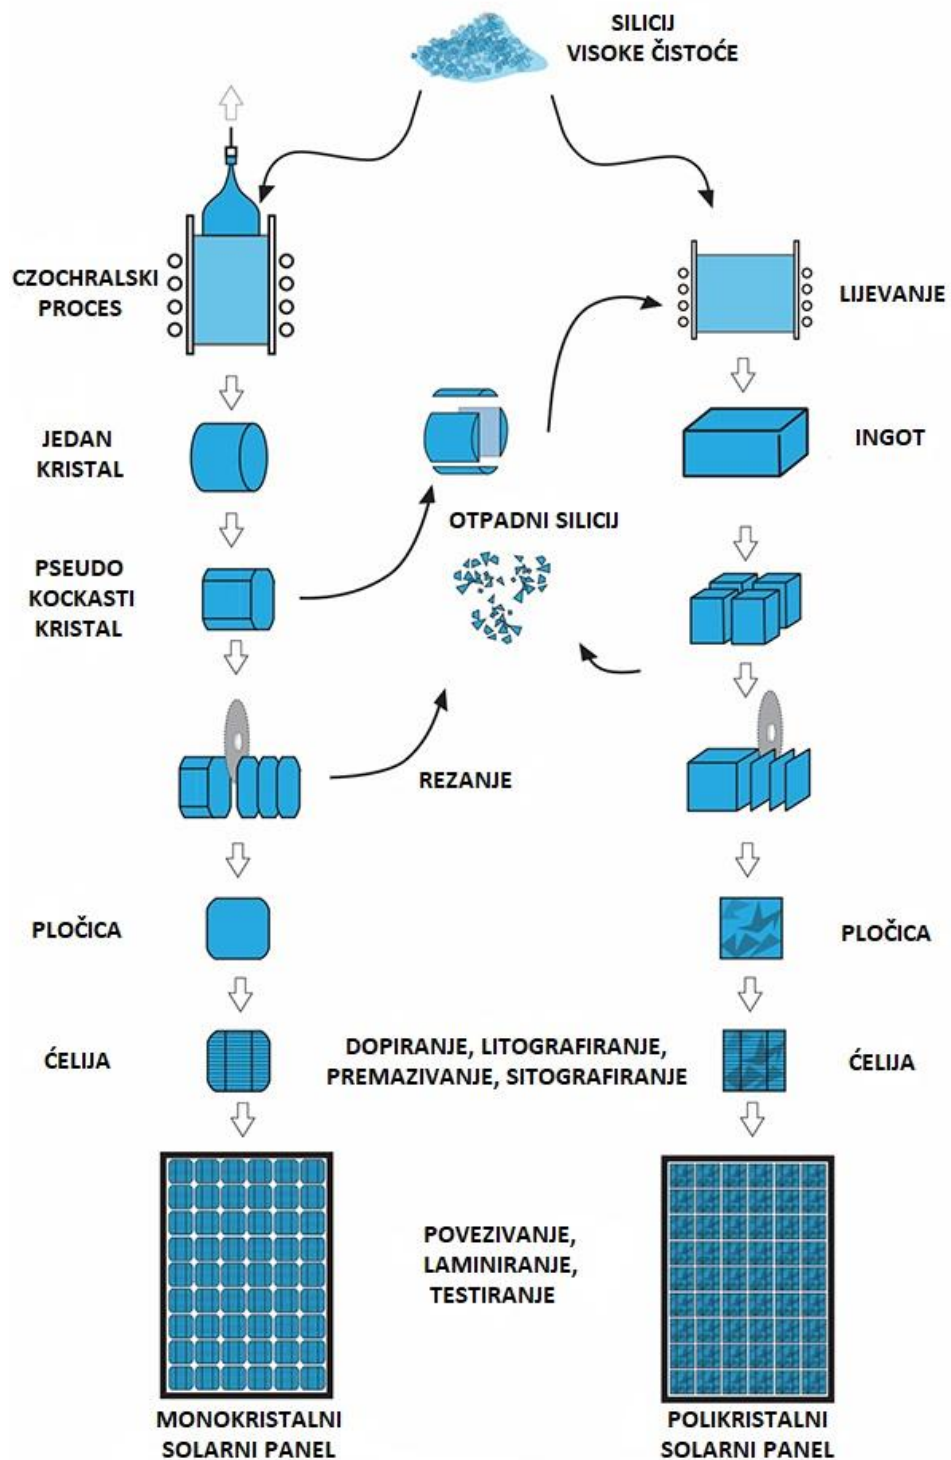 SILICIJ
VISOKE ČISTOĆE
CZOCHRALSKI
PROCES
LIJEVANJE
JEDAN
KRISTAL
INGOT
OTPADNI SILICIJ
PSEUDO
KOCKASTI
KRISTAL
REZANJE
PLOČICA
PLOČICA
ĆELIJA
DOPIRANJE, LITOGRAFIRANJE,
PREMAZIVANJE, SITOGRAFIRANJE
ĆELIJA
POVEZIVANJE,
LAMINIRANJE,
TESTIRANJE
MONOKRISTALNI
SOLARNI PANEL
POLIKRISTALNI
SOLARNI PANEL